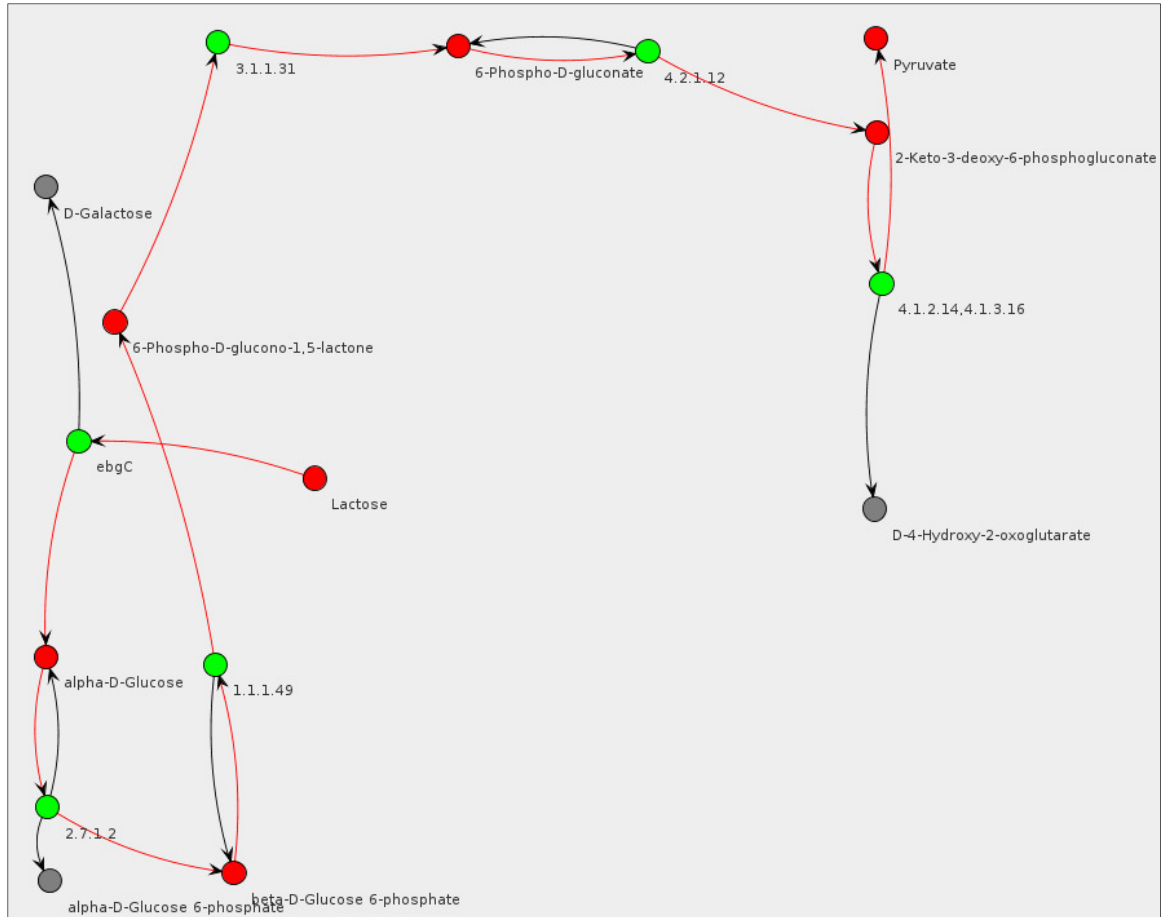 3.1.1.31
6-Phospho-D-gluconate
4.2.1.12
Pyruvate
2-Keto-3-deoxy-6-phosphogluconate
D-Galactose
4.1.2.14,4.1.3.16
6-Phospho-D-glucono-1,5-lactone
ebgC
Lactose
D-4-Hydroxy-2-oxoglutarate
alpha-D-Glucose
1.1.1.49
2.7.1.2
beta-D-Glucose 6-phosphate
alpha-D-Glucose 6-phosphate